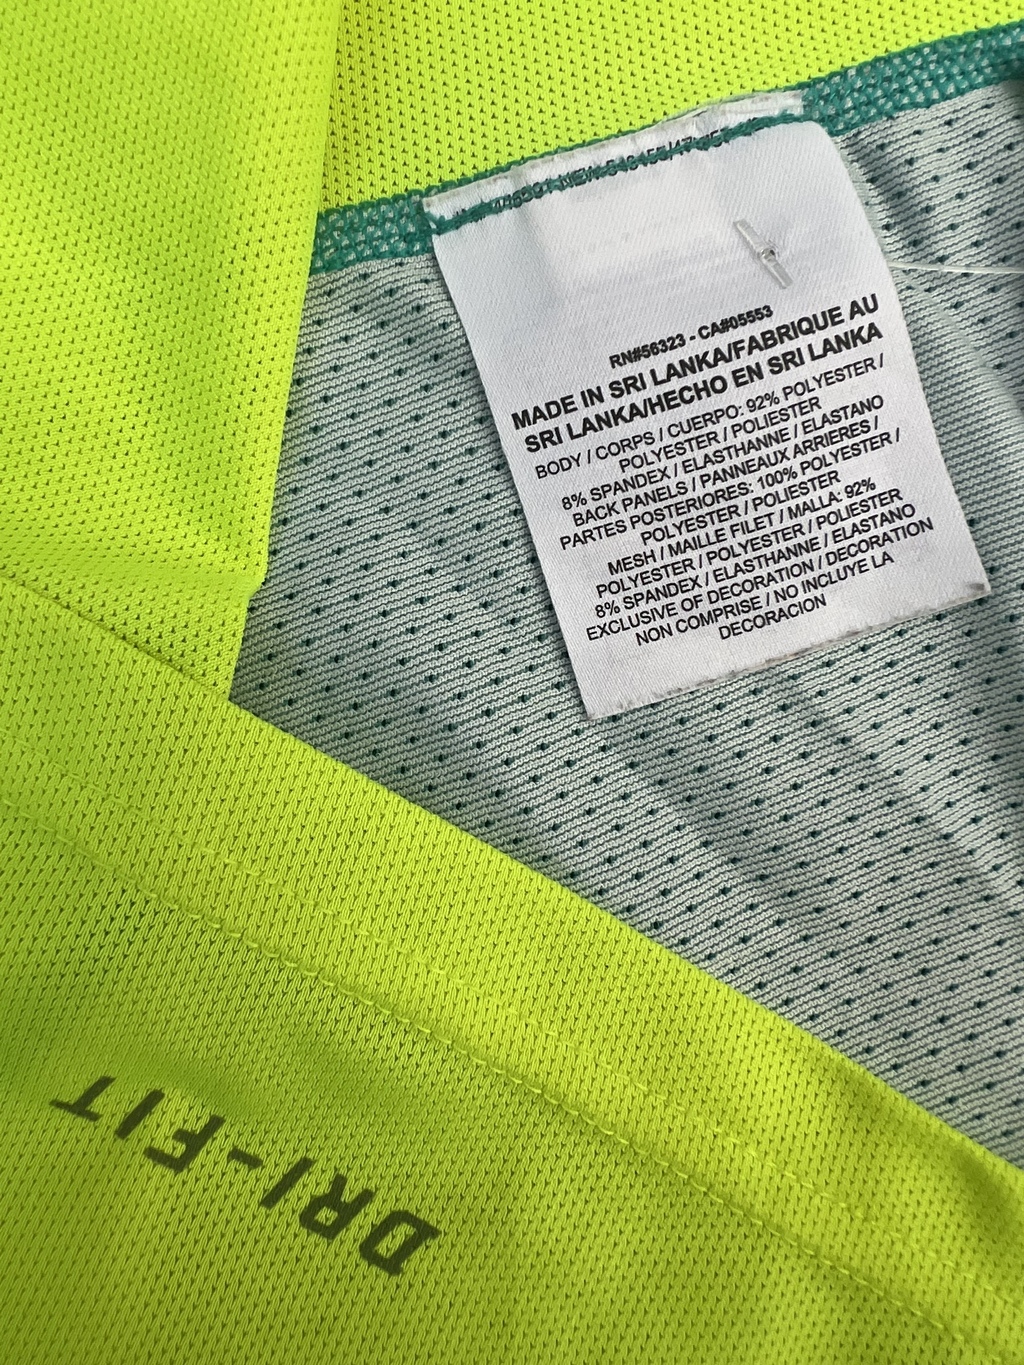 RN#56323 - CA#05553
MADE IN SRI LANKA/FABRIQUE AU
SRI LANKA/HECHO EN SRI LANKA
BODY / CORPS / CUERPO: 92% POLYESTER /
POLYESTER / POLIESTER
8% SPANDEX / ELASTHANNE / ELASTANO
BACK PANELS / PANNEAUX ARRIERES /
PARTES POSTERIORES: 100% POLYESTER /
POLYESTER / POLIESTER
MESH / MAILLE FILET / MALLA: 92%
POLYESTER / POLYESTER / POLIESTER
8% SPANDEX / ELASTHANNE / ELASTANO
EXCLUSIVE OF DECORATION / DECORATION
NON COMPRISE / NO INCLUYE LA
DECORACION
DRI-FIT